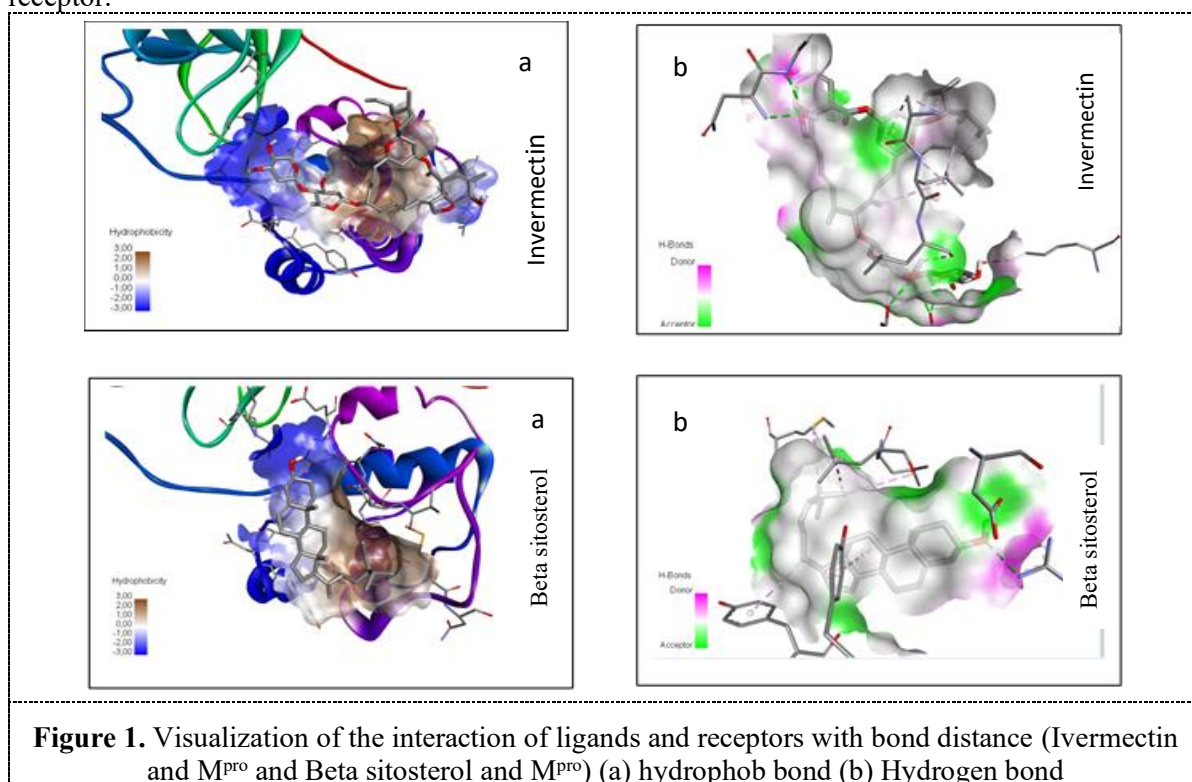 receptor.
a
Invermectin
Hydrophobicity
3,00
2,00
1,00
0,00
-1,00
-2,00
-3,00
b
Invermectin
H-Bonds
Donor
Acceptor
a
Beta sitosterol
Hydrophobicity
3,00
2,00
1,00
0,00
-1,00
-2,00
-3,00
b
Beta sitosterol
H-Bonds
Donor
Acceptor
Figure 1. Visualization of the interaction of ligands and receptors with bond distance (Ivermectin
and Mᵖʳᵒ and Beta sitosterol and Mᵖʳᵒ) (a) hydrophob bond (b) Hydrogen bond